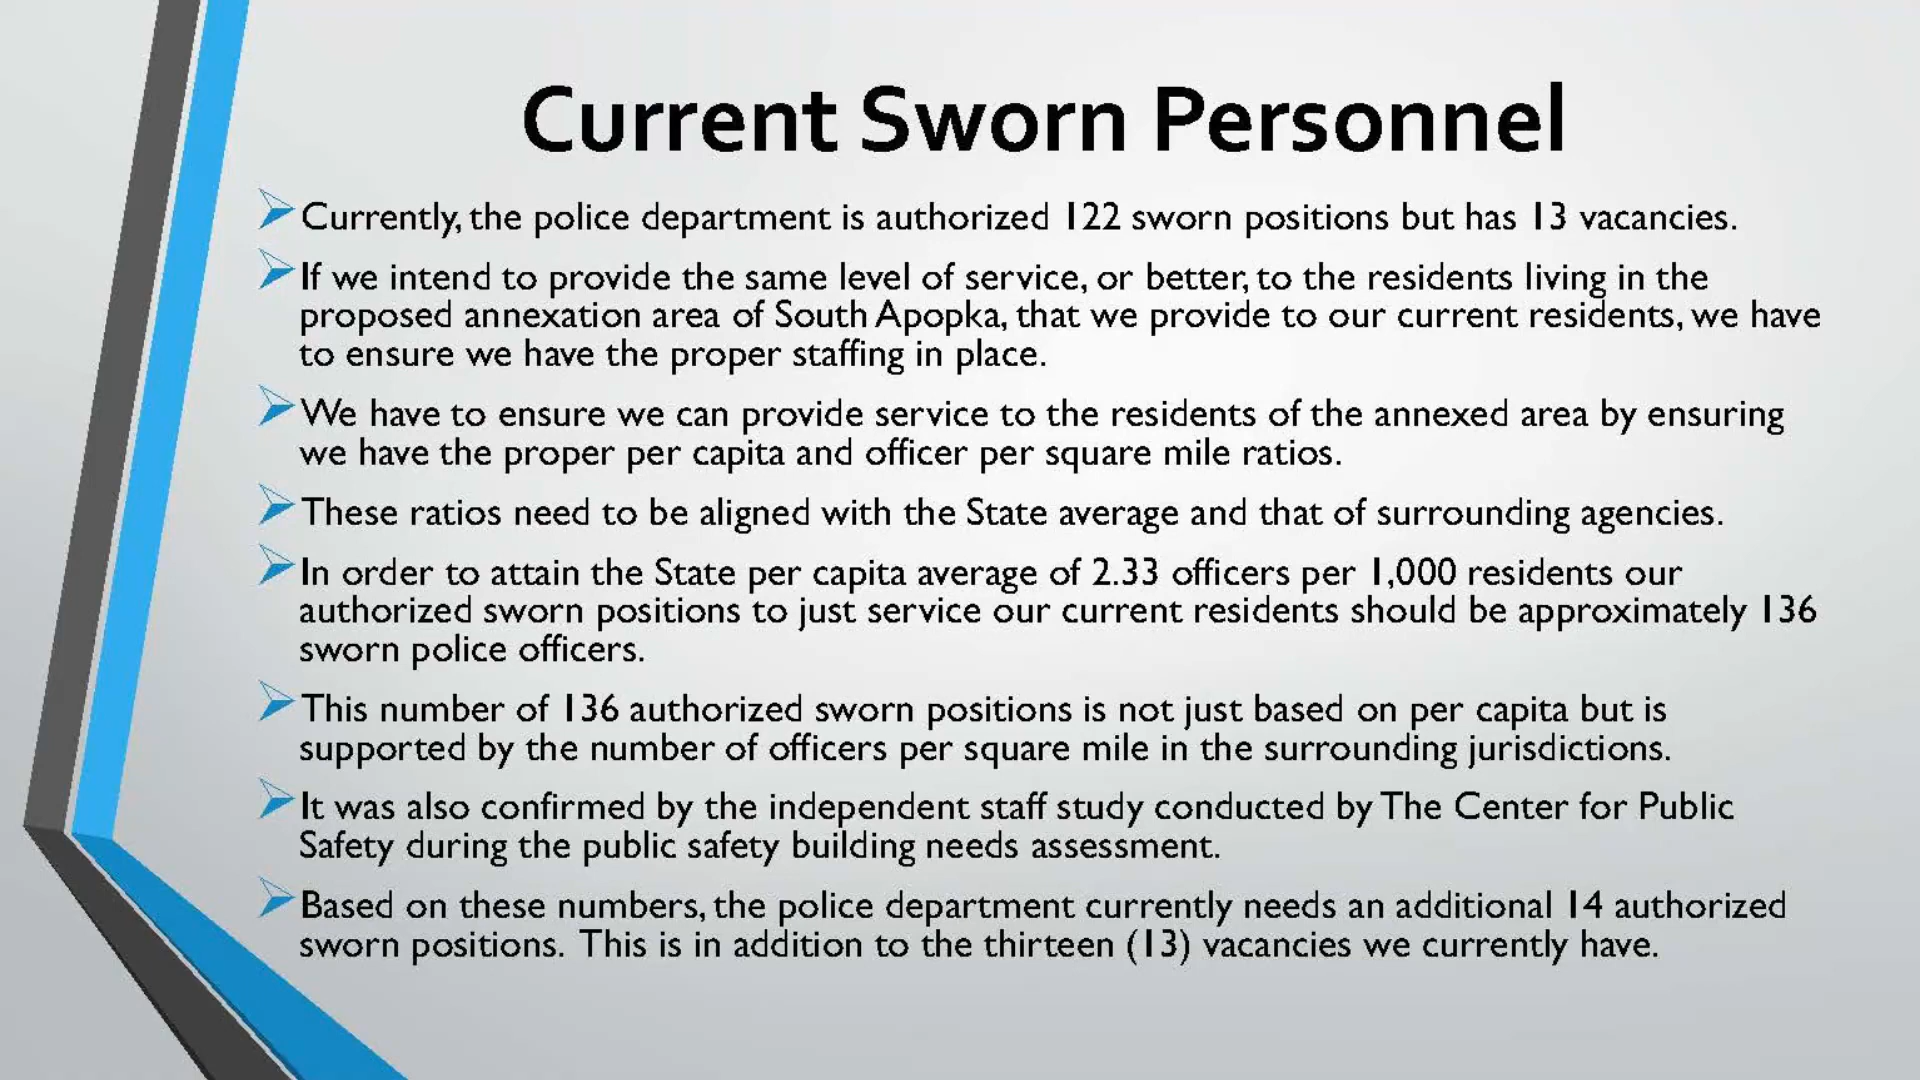 Current Sworn Personnel
Currently, the police department is authorized 122 sworn positions but has 13 vacancies.
If we intend to provide the same level of service, or better, to the residents living in the
proposed annexation area of South Apopka, that we provide to our current residents, we have
to ensure we have the proper staffing in place.
We have to ensure we can provide service to the residents of the annexed area by ensuring
we have the proper per capita and officer per square mile ratios.
These ratios need to be aligned with the State average and that of surrounding agencies.
In order to attain the State per capita average of 2.33 officers per 1,000 residents our
authorized sworn positions to just service our current residents should be approximately 136
sworn police officers.
This number of 136 authorized sworn positions is not just based on per capita but is
supported by the number of officers per square mile in the surrounding jurisdictions.
It was also confirmed by the independent staff study conducted by The Center for Public
Safety during the public safety building needs assessment.
Based on these numbers, the police department currently needs an additional 14 authorized
sworn positions. This is in addition to the thirteen (13) vacancies we currently have.